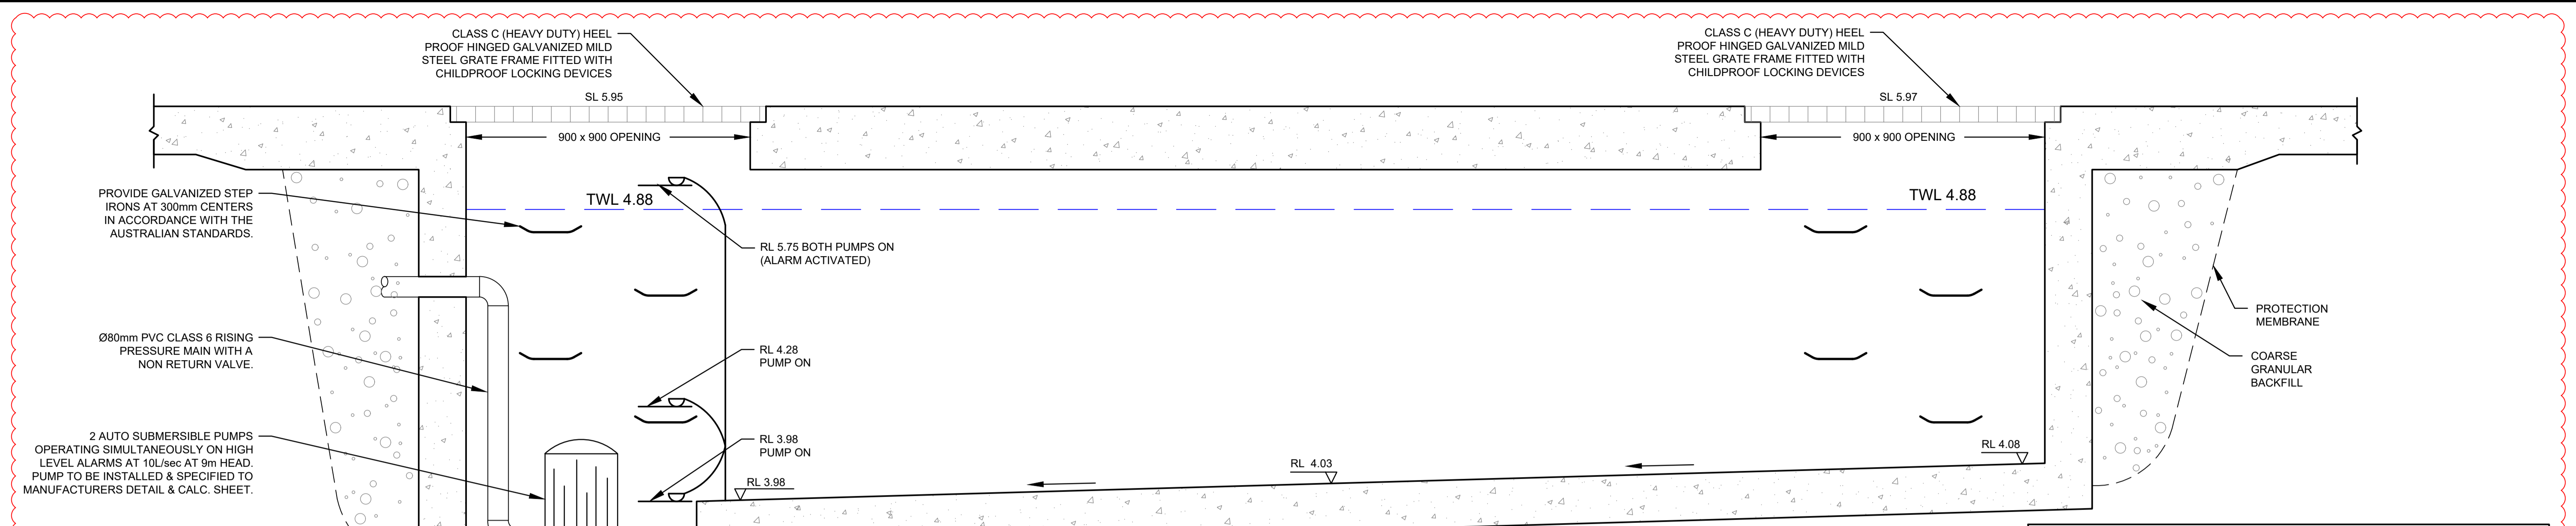 CLASS C (HEAVY DUTY) HEEL
PROOF HINGED GALVANIZED MILD
STEEL GRATE FRAME FITTED WITH
CHILDPROOF LOCKING DEVICES
CLASS C (HEAVY DUTY) HEEL
PROOF HINGED GALVANIZED MILD
STEEL GRATE FRAME FITTED WITH
CHILDPROOF LOCKING DEVICES
SL 5.95
SL 5.97
900 x 900 OPENING
900 x 900 OPENING
PROVIDE GALVANIZED STEP
IRONS AT 300mm CENTERS
IN ACCORDANCE WITH THE
AUSTRALIAN STANDARDS.
TWL 4.88
TWL 4.88
RL 5.75 BOTH PUMPS ON
(ALARM ACTIVATED)
PROTECTION
MEMBRANE
Ø80mm PVC CLASS 6 RISING
PRESSURE MAIN WITH A
NON RETURN VALVE.
RL 4.28
PUMP ON
COARSE
GRANULAR
BACKFILL
2 AUTO SUBMERSIBLE PUMPS
OPERATING SIMULTANEOUSLY ON HIGH
LEVEL ALARMS AT 10L/sec AT 9m HEAD.
PUMP TO BE INSTALLED & SPECIFIED TO
MANUFACTURERS DETAIL & CALC. SHEET.
RL 3.98
PUMP ON
RL 3.98
RL 4.03
RL 4.08